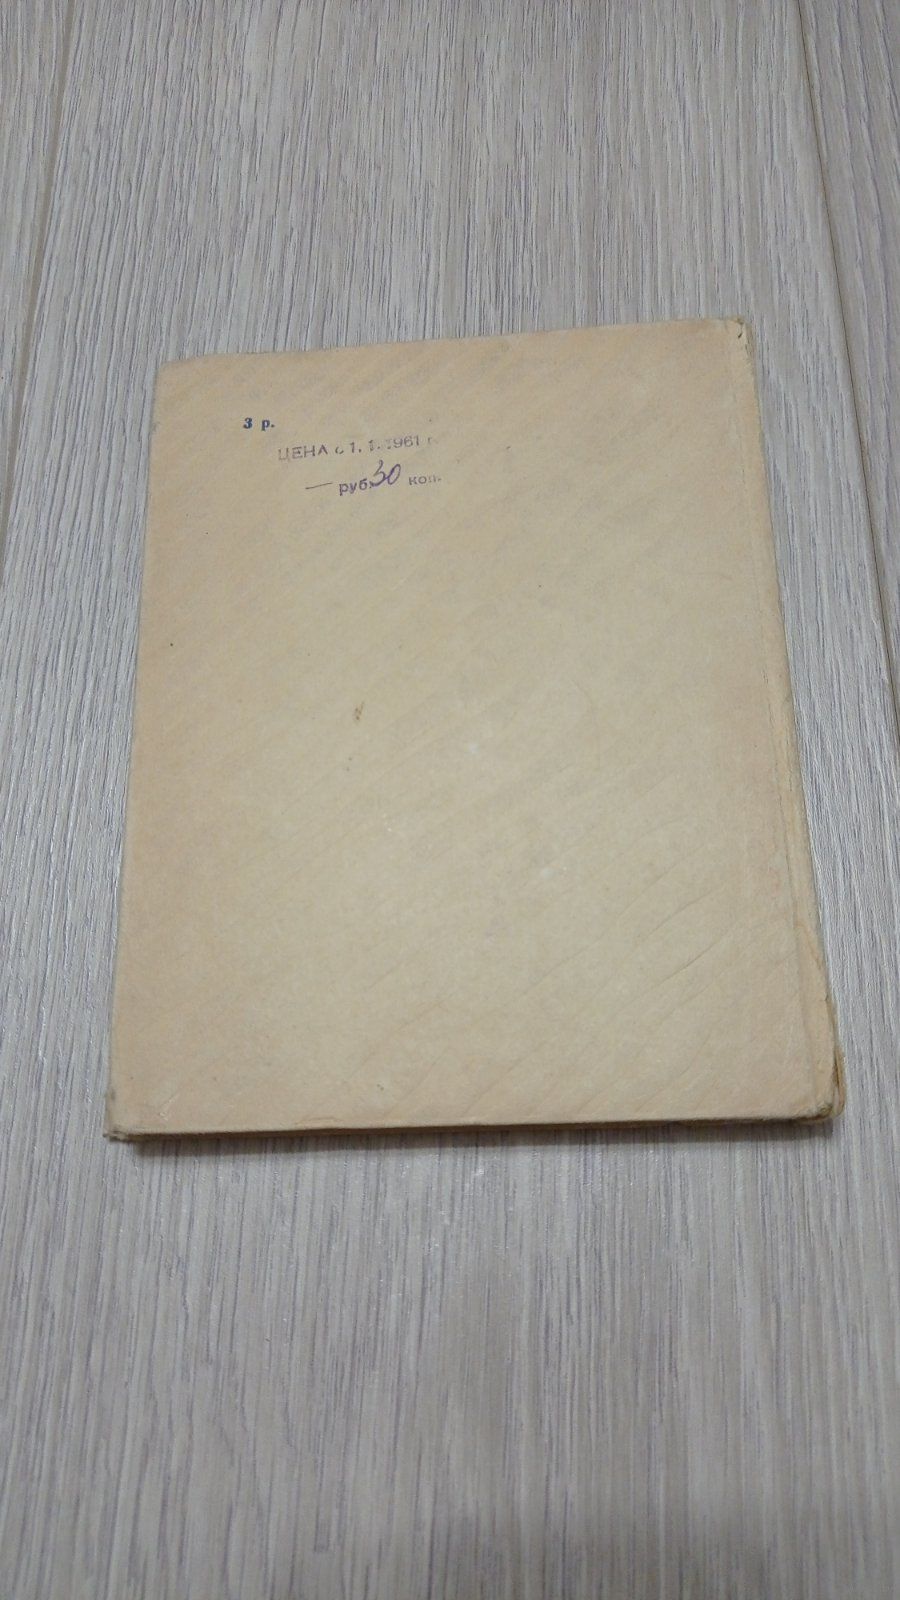 3 р.
ЦЕНА с 1. 1. 1961 г.
— руб. 30 коп.